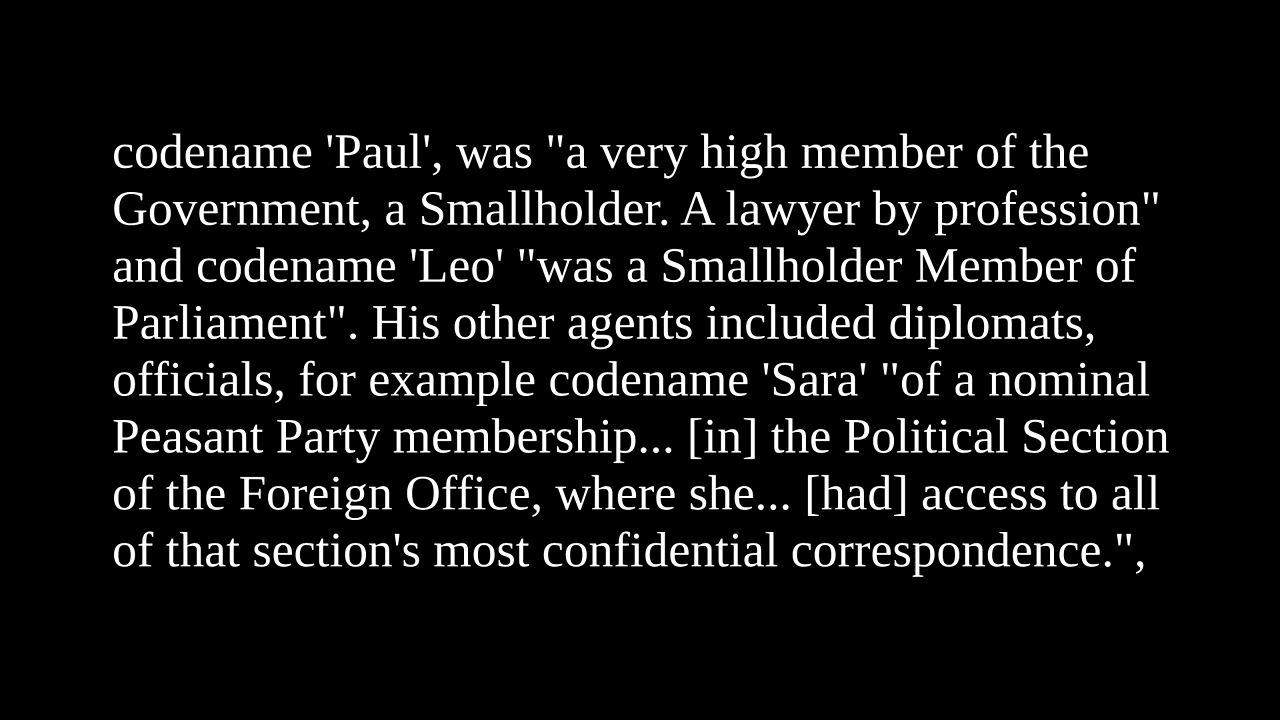 codename 'Paul', was "a very high member of the
Government, a Smallholder. A lawyer by profession"
and codename 'Leo' "was a Smallholder Member of
Parliament". His other agents included diplomats,
officials, for example codename 'Sara' "of a nominal
Peasant Party membership... [in] the Political Section
of the Foreign Office, where she... [had] access to all
of that section's most confidential correspondence.",